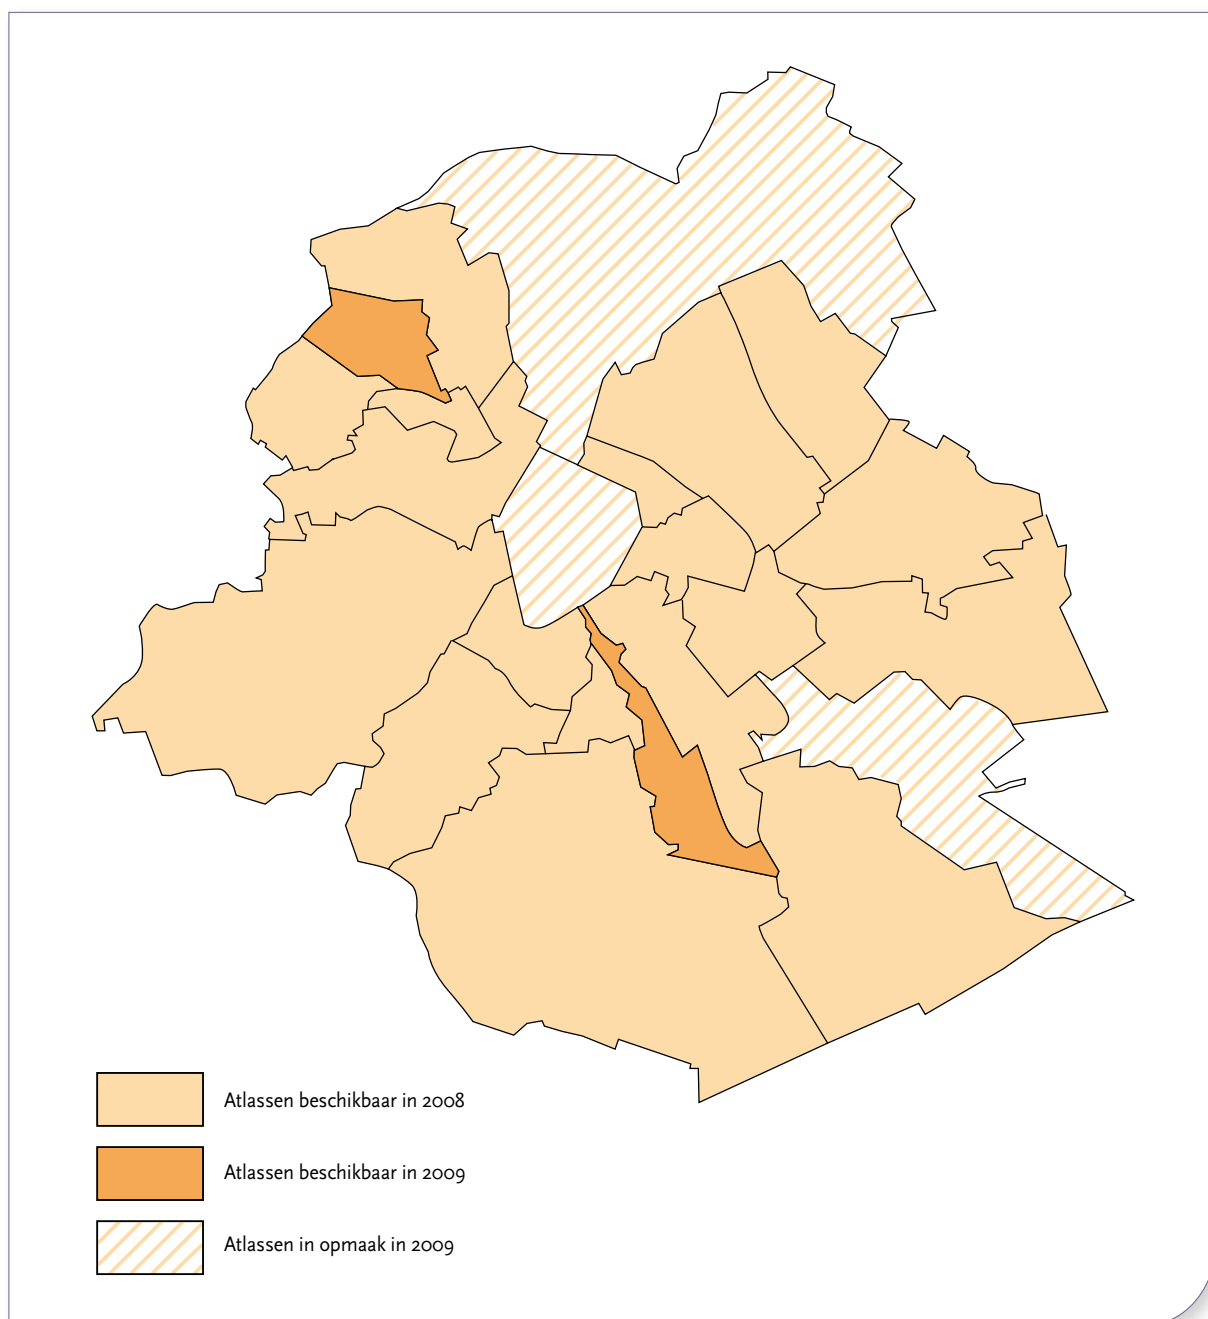 Atlassen beschikbaar in 2008
Atlassen beschikbaar in 2009
Atlassen in opmaak in 2009